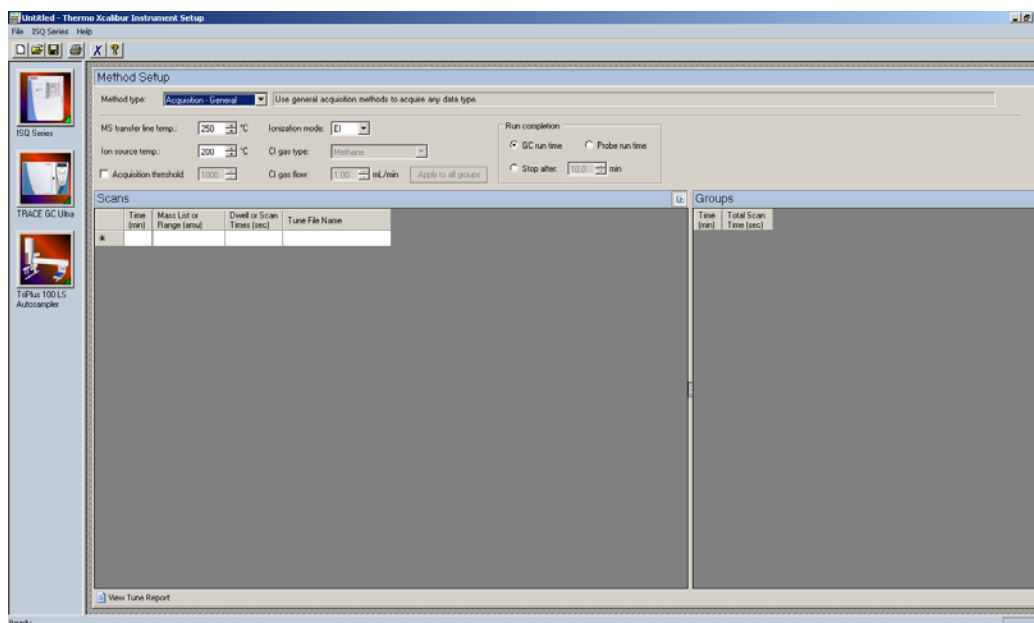 Untitled - Thermo Xcalibur Instrument Setup
File ISQ Series Help
X ?
ISQ Series
TRACE GC Ultra
TriPlus 100 LS
Autosampler
Method Setup
Method type: Acquisition - General Use general acquisition methods to acquire any data type.
MS transfer line temp.: 250 °C Ionization mode: EI
Ion source temp.: 200 °C CI gas type: Methane
Acquisition threshold: 1000 CI gas flow: 1.00 mL/min Apply to all groups
Run completion
GC run time Probe run time
Stop after: 10.0 min
Scans
Time (min) Mass List or Range (amu) Dwell or Scan Times (sec) Tune File Name
*
Groups
Time (min) Total Scan Time (sec)
View Tune Report
Ready